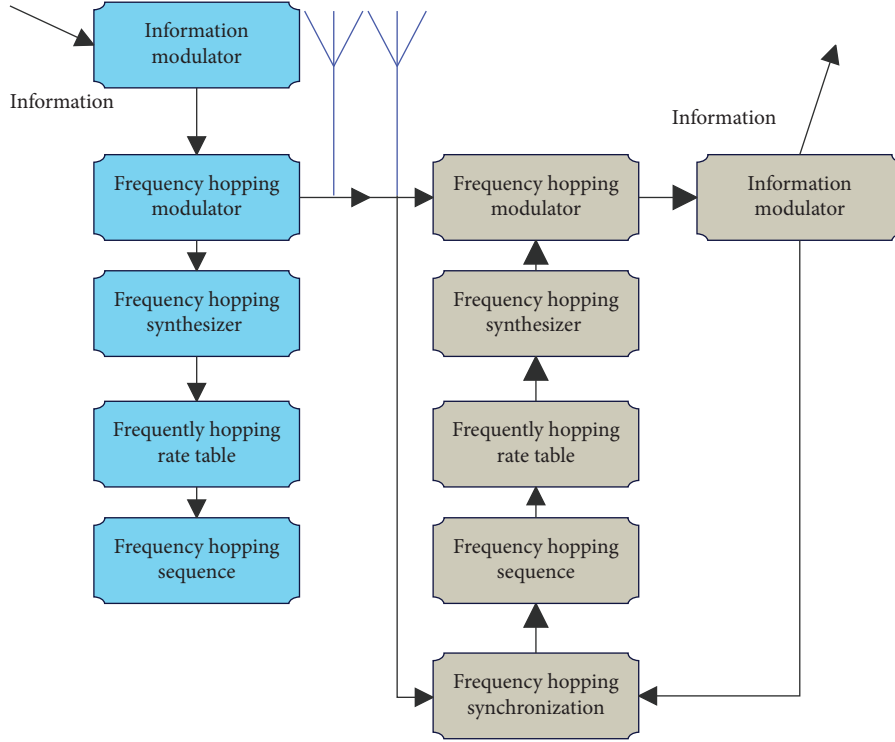 Information
modulator
Information
Frequency hopping
modulator
Frequency hopping
synthesizer
Frequently hopping
rate table
Frequency hopping
sequence
Frequency hopping
modulator
Frequency hopping
synthesizer
Frequently hopping
rate table
Frequency hopping
sequence
Frequency hopping
synchronization
Information
Information
modulator